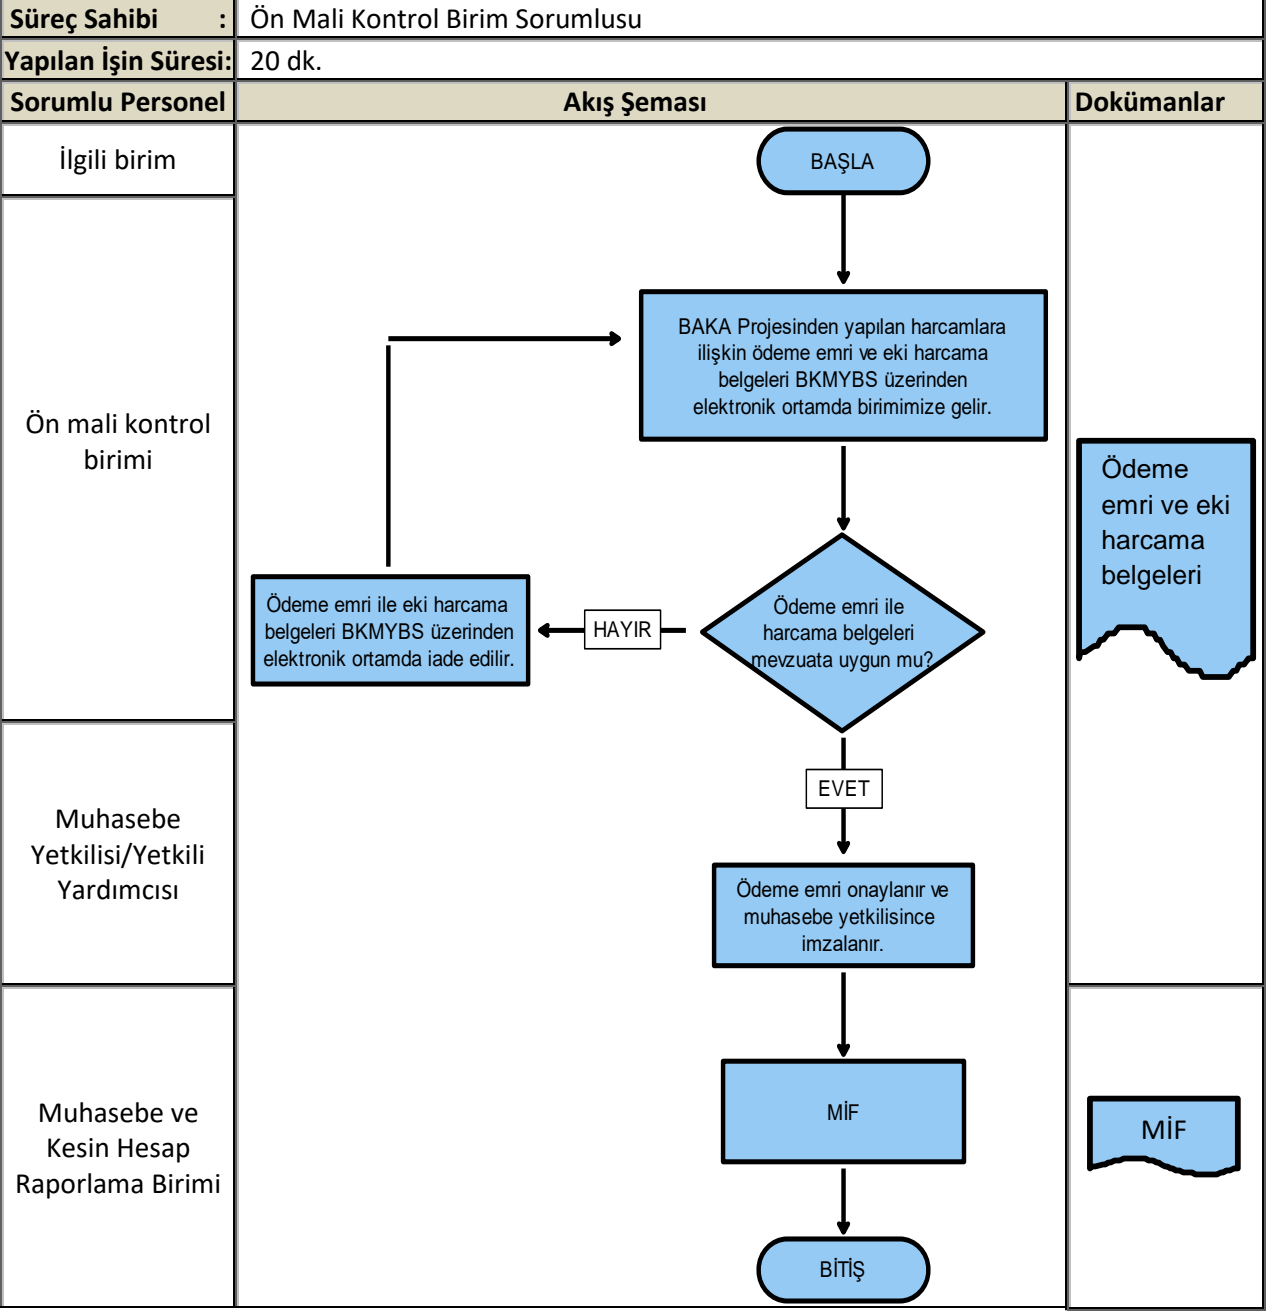 Süreç Sahibi : Ön Mali Kontrol Birim Sorumlusu
Yapılan İşin Süresi: 20 dk.
Sorumlu Personel Akış Şeması Dokümanlar
İlgili birim
BAŞLA
BAKA Projesinden yapılan harcamlara
ilişkin ödeme emri ve eki harcama
belgeleri BKMYBS üzerinden
elektronik ortamda birimimize gelir.
Ön mali kontrol
birimi
Ödeme
emri ve eki
harcama
belgeleri
Ödeme emri ile
harcama belgeleri
mevzuata uygun mu?
HAYIR
Ödeme emri ile eki harcama
belgeleri BKMYBS üzerinden
elektronik ortamda iade edilir.
EVET
Muhasebe
Yetkilisi/Yetkili
Yardımcısı
Ödeme emri onaylanır ve
muhasebe yetkilisince
imzalanır.
Muhasebe ve
Kesin Hesap
Raporlama Birimi
MİF
MİF
BİTİŞ